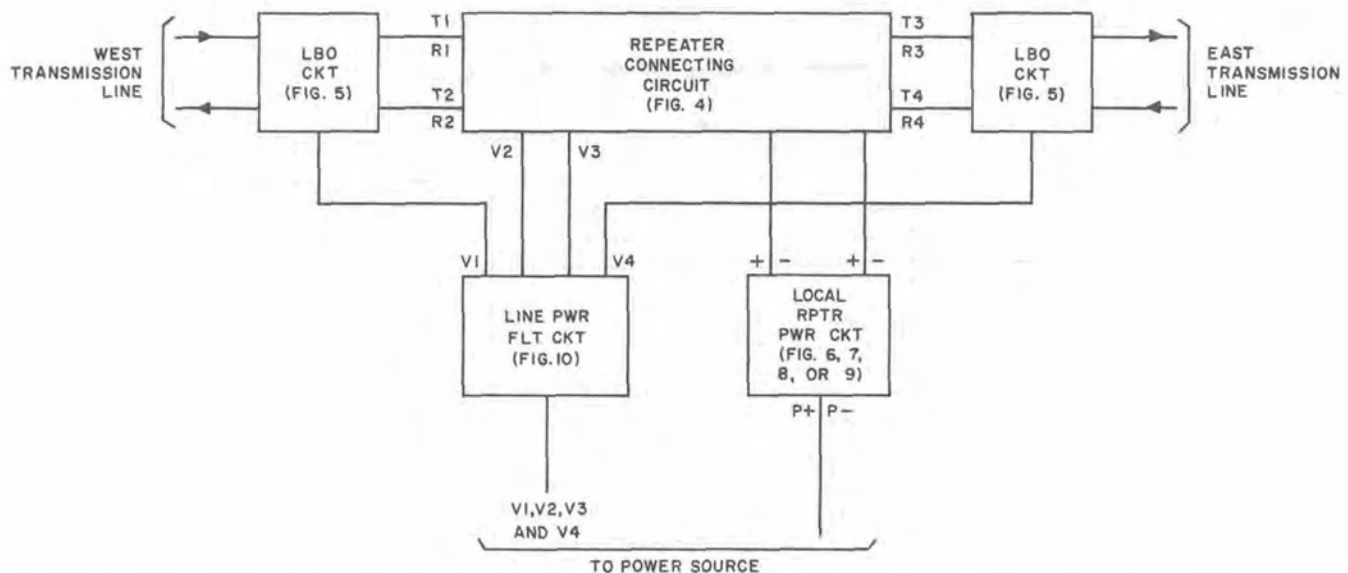 WEST
TRANSMISSION
LINE
LBO
CKT
(FIG. 5)
T1
R1
T2
R2
REPEATER
CONNECTING
CIRCUIT
(FIG. 4)
T3
R3
T4
R4
LBO
CKT
(FIG. 5)
EAST
TRANSMISSION
LINE
V2
V3
V1
V4
+ -
+ -
LINE PWR
FLT CKT
(FIG. 10)
LOCAL
RPTR
PWR CKT
(FIG. 6, 7,
8, OR 9)
P+ P-
V1,V2,V3
AND V4
TO POWER SOURCE